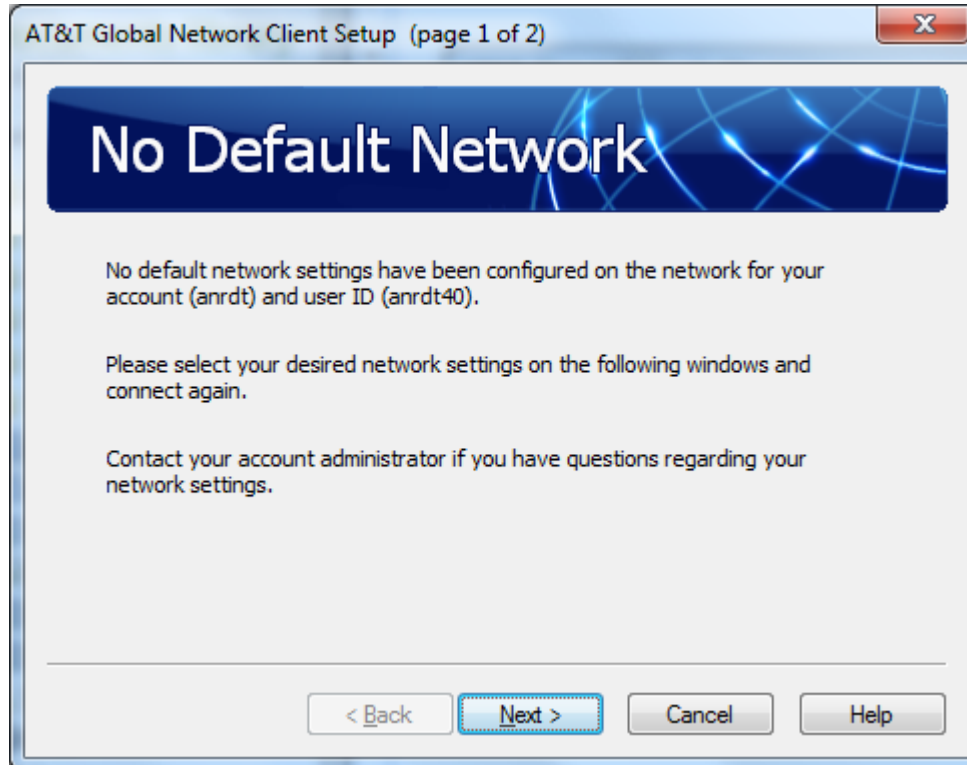 AT&T Global Network Client Setup (page 1 of 2)
No Default Network
No default network settings have been configured on the network for your
account (anrdt) and user ID (anrdt40).
Please select your desired network settings on the following windows and
connect again.
Contact your account administrator if you have questions regarding your
network settings.
< Back Next > Cancel Help